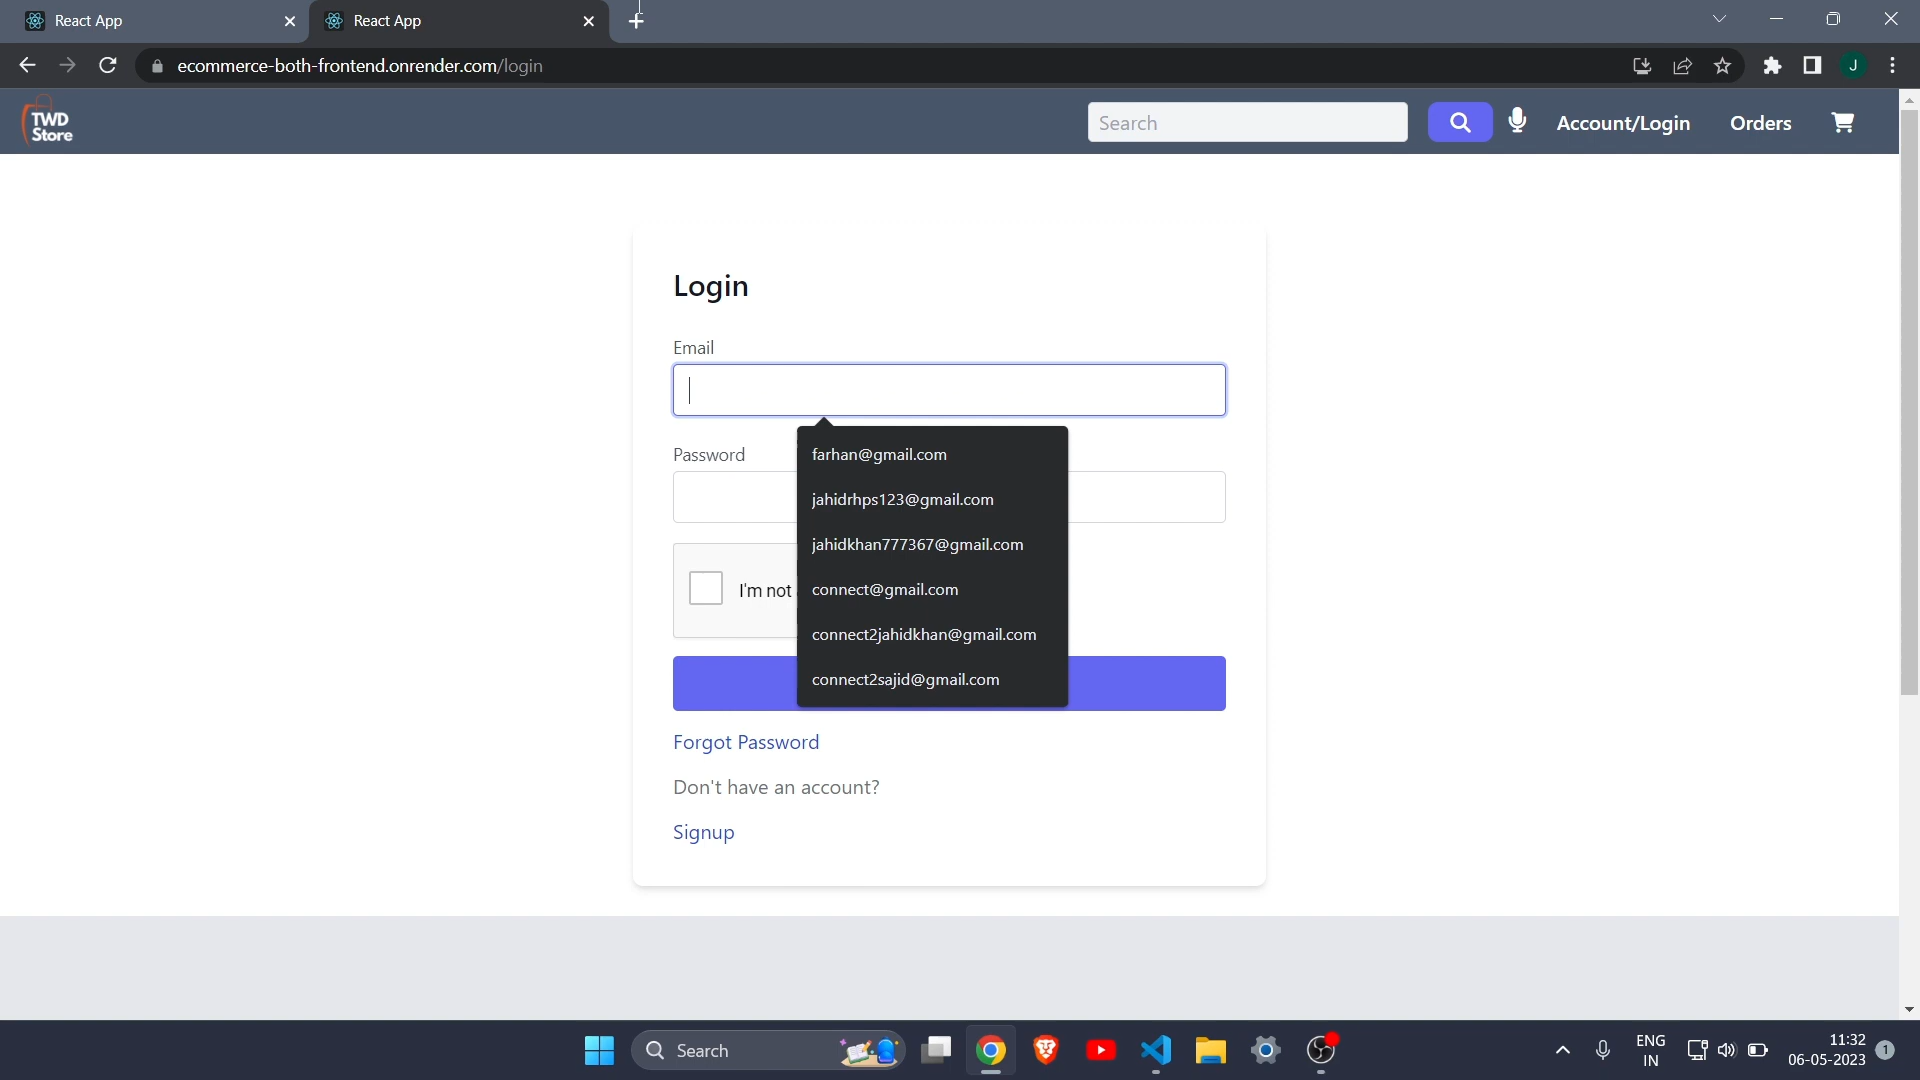 React App
React App
ecommerce-both-frontend.onrender.com/login
J
TWD
Store
Search
Account/Login
Orders
Login
Email
farhan@gmail.com
Password
jahidrhps123@gmail.com
jahidkhan777367@gmail.com
I'm not
connect@gmail.com
connect2jahidkhan@gmail.com
connect2sajid@gmail.com
Forgot Password
Don't have an account?
Signup
Search
ENG
IN
11:32
06-05-2023
1